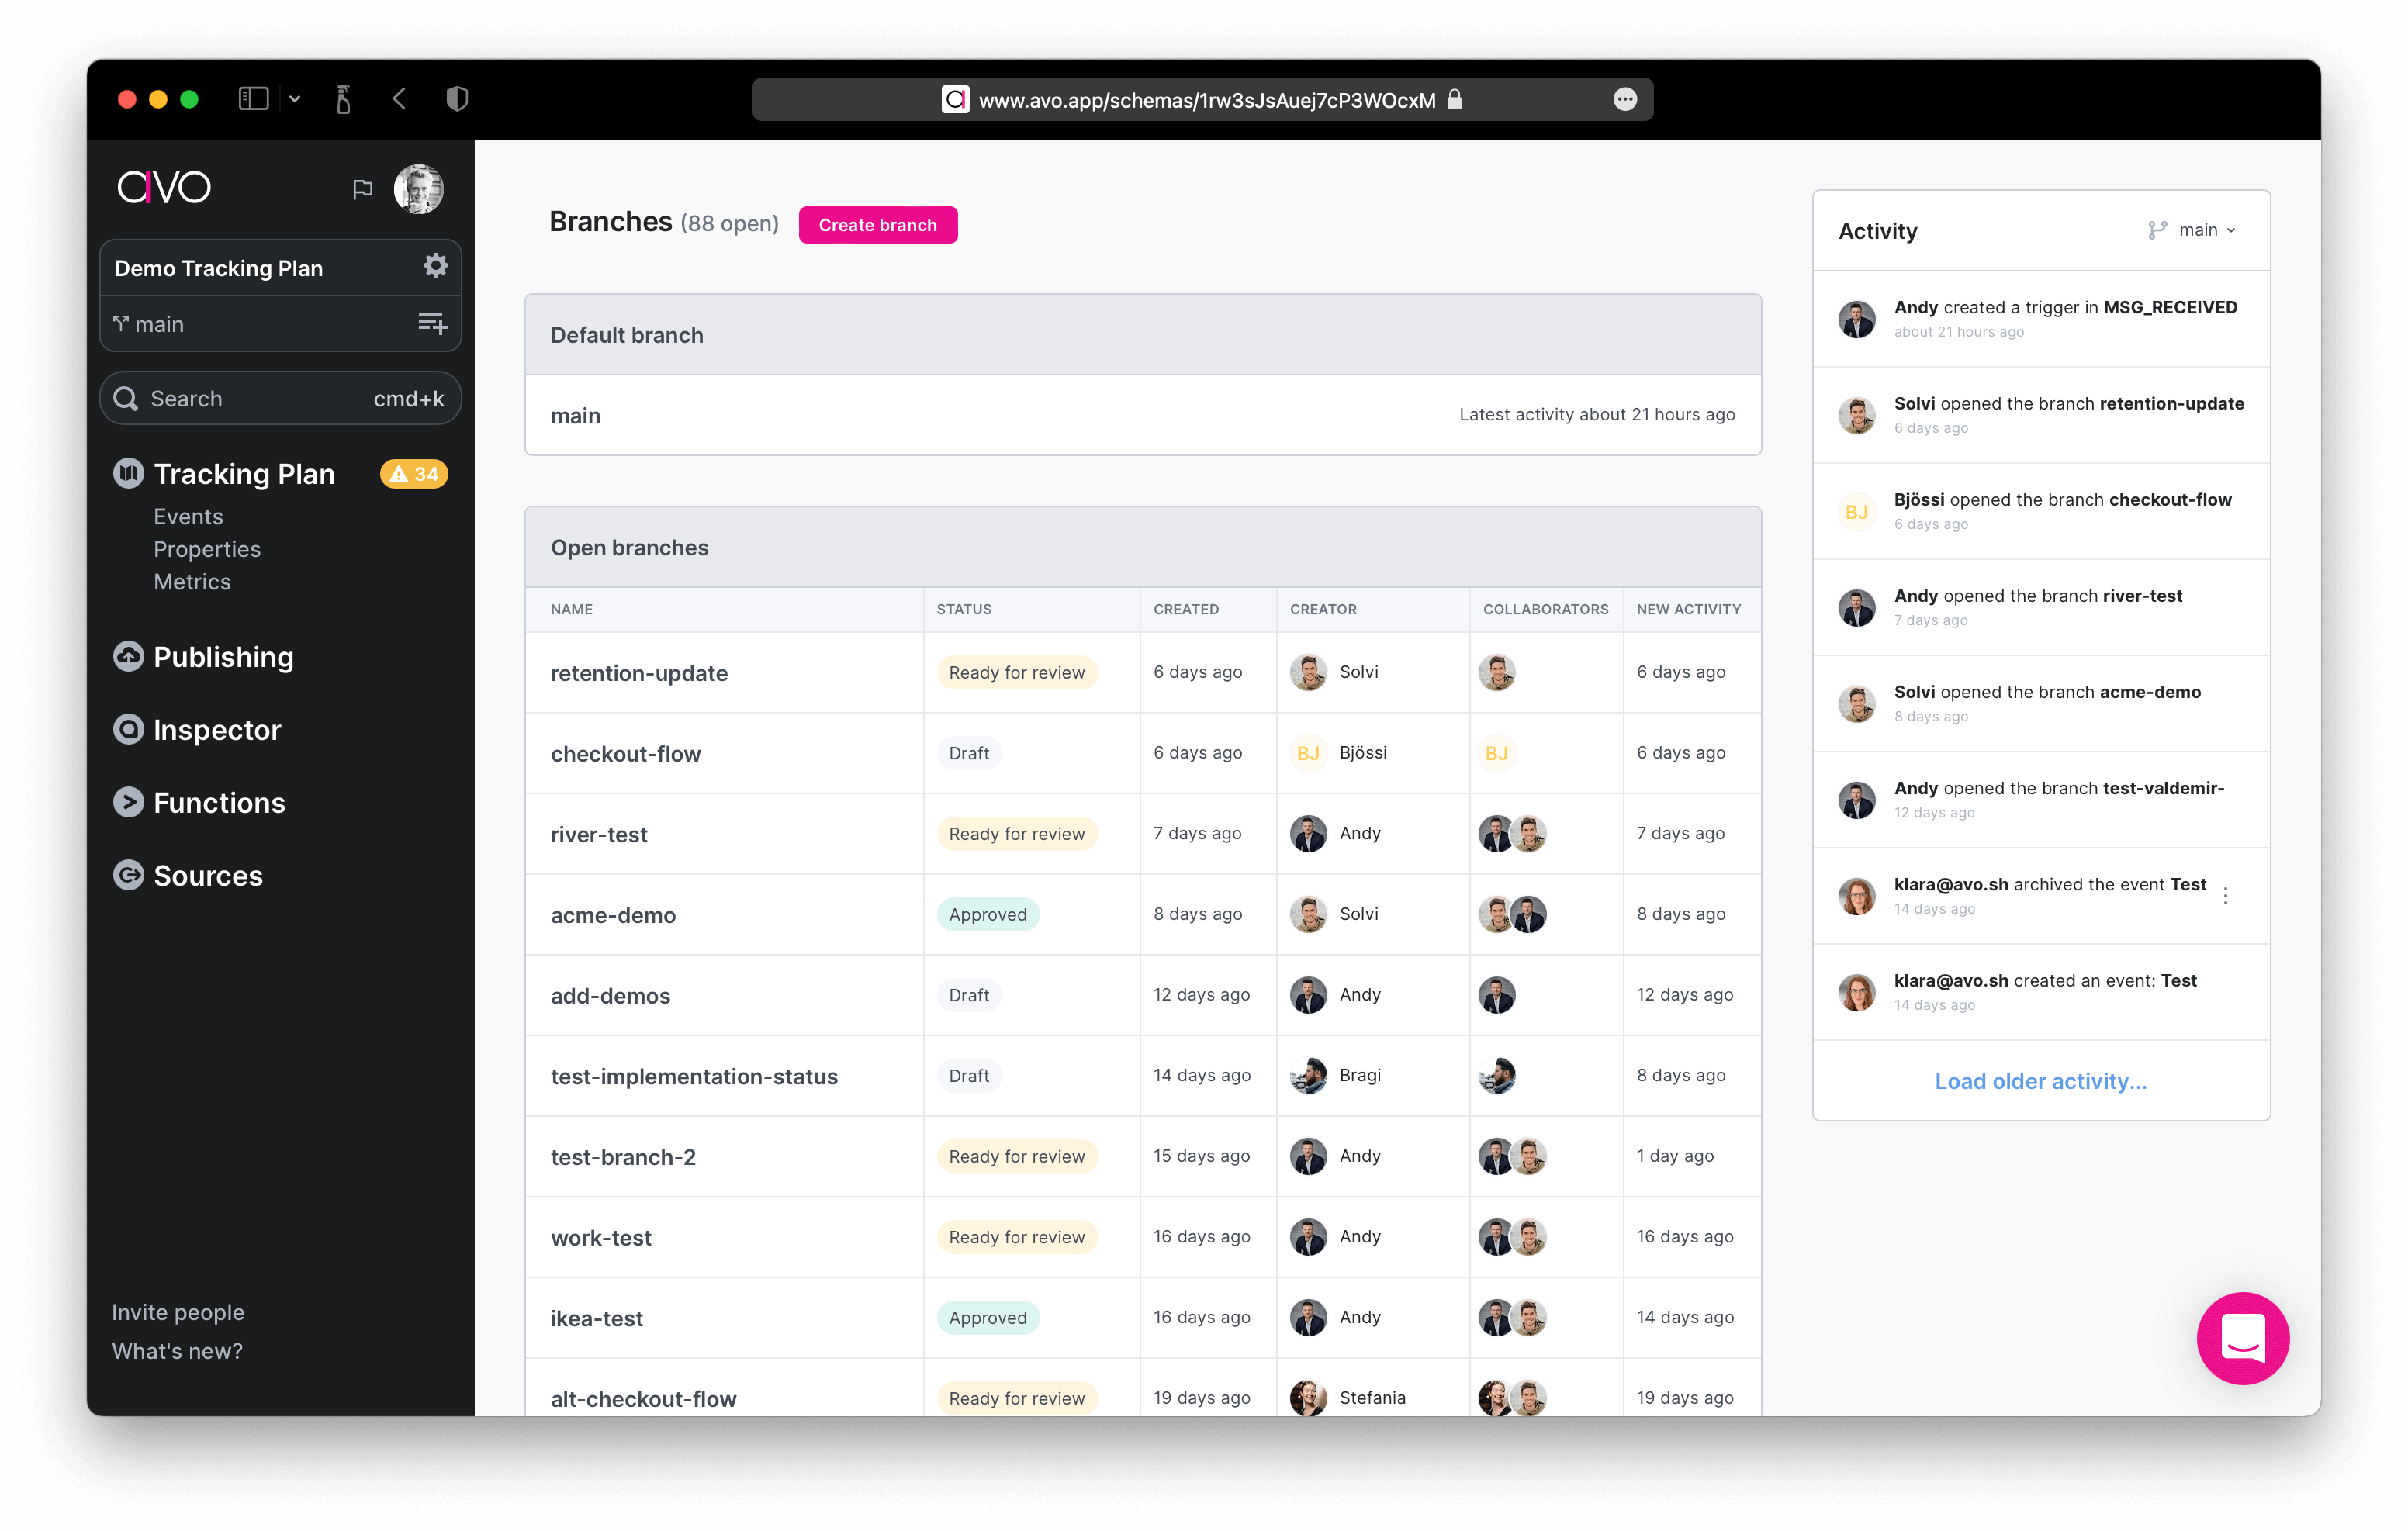 www.avo.app/schemas/1rw3sJsAuej7cP3WOcxM
avo
Demo Tracking Plan
main
Search cmd+k
Tracking Plan 34
Events
Properties
Metrics
Publishing
Inspector
Functions
Sources
Invite people
What's new?
Branches (88 open) Create branch
Default branch
main Latest activity about 21 hours ago
Open branches
NAME STATUS CREATED CREATOR COLLABORATORS NEW ACTIVITY
retention-update Ready for review 6 days ago Solvi 6 days ago
checkout-flow Draft 6 days ago BJ Bjössi BJ 6 days ago
river-test Ready for review 7 days ago Andy 7 days ago
acme-demo Approved 8 days ago Solvi 8 days ago
add-demos Draft 12 days ago Andy 12 days ago
test-implementation-status Draft 14 days ago Bragi 8 days ago
test-branch-2 Ready for review 15 days ago Andy 1 day ago
work-test Ready for review 16 days ago Andy 16 days ago
ikea-test Approved 16 days ago Andy 14 days ago
alt-checkout-flow Ready for review 19 days ago Stefania 19 days ago
Activity main
Andy created a trigger in MSG_RECEIVED
about 21 hours ago
Solvi opened the branch retention-update
6 days ago
BJ Bjössi opened the branch checkout-flow
6 days ago
Andy opened the branch river-test
7 days ago
Solvi opened the branch acme-demo
8 days ago
Andy opened the branch test-valdemir-
12 days ago
klara@avo.sh archived the event Test
14 days ago
klara@avo.sh created an event: Test
14 days ago
Load older activity...